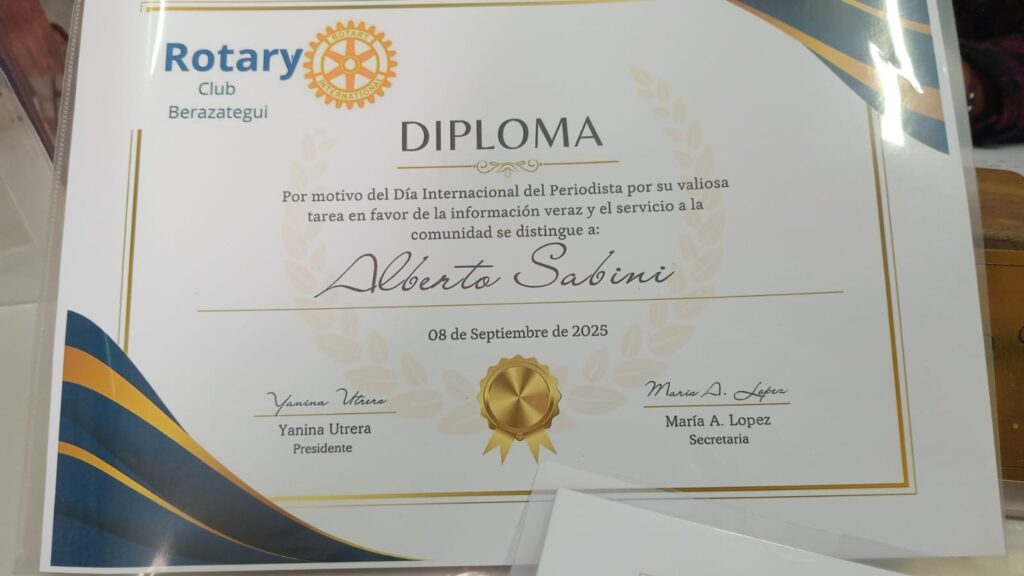 Rotary
Club
Berazategui
ROTARY
INTERNATIONAL
DIPLOMA
Por motivo del Día Internacional del Periodista por su valiosa
tarea en favor de la información veraz y el servicio a la
comunidad se distingue a:
Alberto Sabini
08 de Septiembre de 2025
Yanina Utrera
Yanina Utrera
Presidente
Maria A. Lopez
María A. Lopez
Secretaria